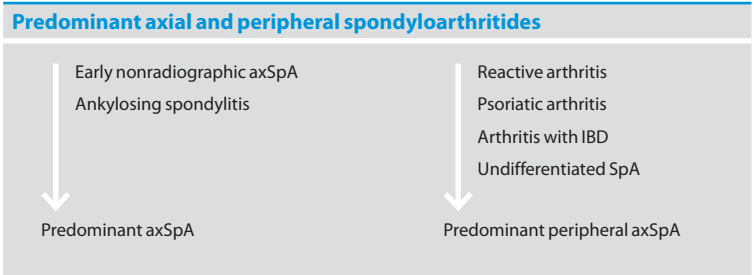 Predominant axial and peripheral spondyloarthritides
Early nonradiographic axSpA
Ankylosing spondylitis
Predominant axSpA
Reactive arthritis
Psoriatic arthritis
Arthritis with IBD
Undifferentiated SpA
Predominant peripheral axSpA